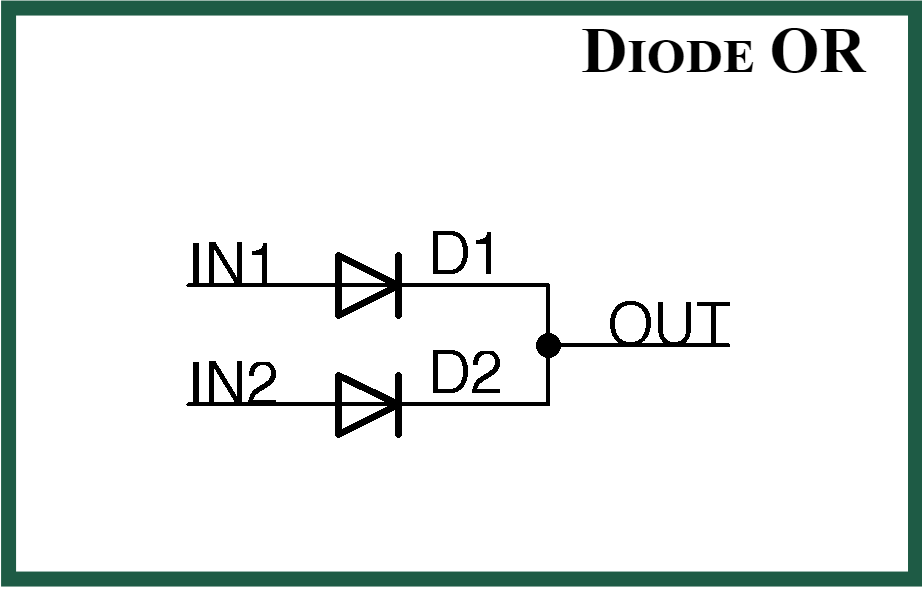 DIODE OR
IN1
D1
OUT
IN2
D2